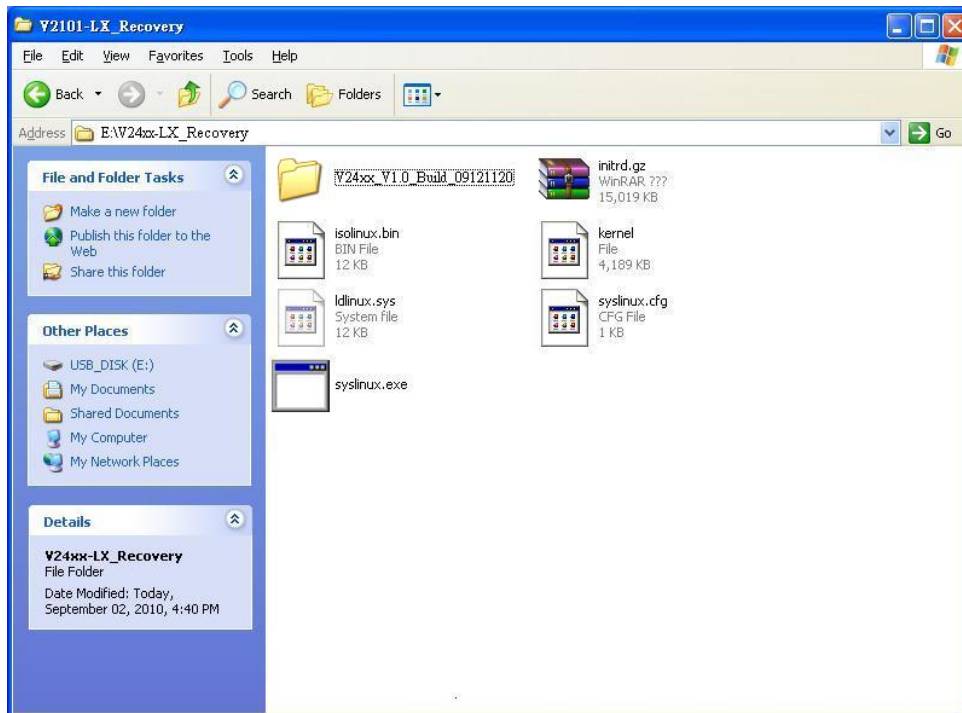 V2101-LX_Recovery
File Edit View Favorites Tools Help
Back Search Folders
Address E:\V24xx-LX_Recovery Go
File and Folder Tasks
Make a new folder
Publish this folder to the
Web
Share this folder
Other Places
USB_DISK (E:)
My Documents
Shared Documents
My Computer
My Network Places
Details
V24xx-LX_Recovery
File Folder
Date Modified: Today,
September 02, 2010, 4:40 PM
V24xx_V1.0_Build_09121120
initrd.gz
WinRAR ???
15,019 KB
isolinux.bin
BIN File
12 KB
kernel
File
4,189 KB
ldlinux.sys
System file
12 KB
syslinux.cfg
CFG File
1 KB
syslinux.exe